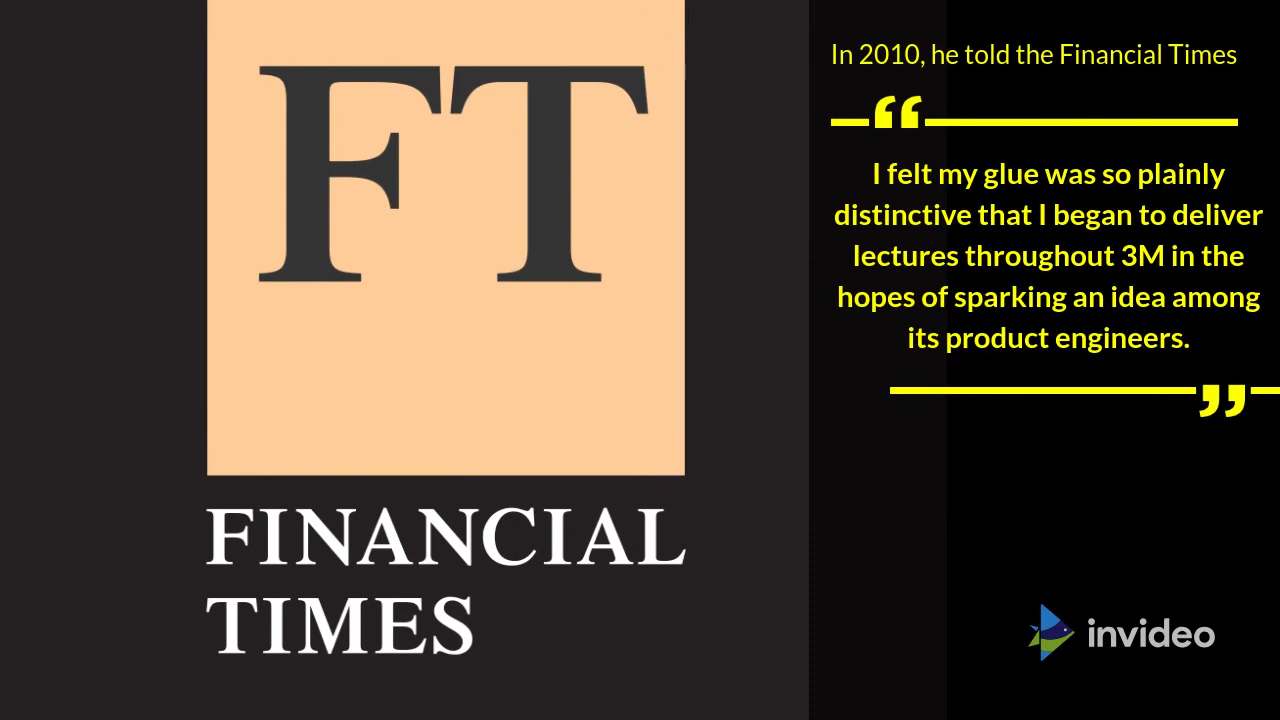 FT
FINANCIAL
TIMES
In 2010, he told the Financial Times
“
I felt my glue was so plainly
distinctive that I began to deliver
lectures throughout 3M in the
hopes of sparking an idea among
its product engineers.
”
invideo